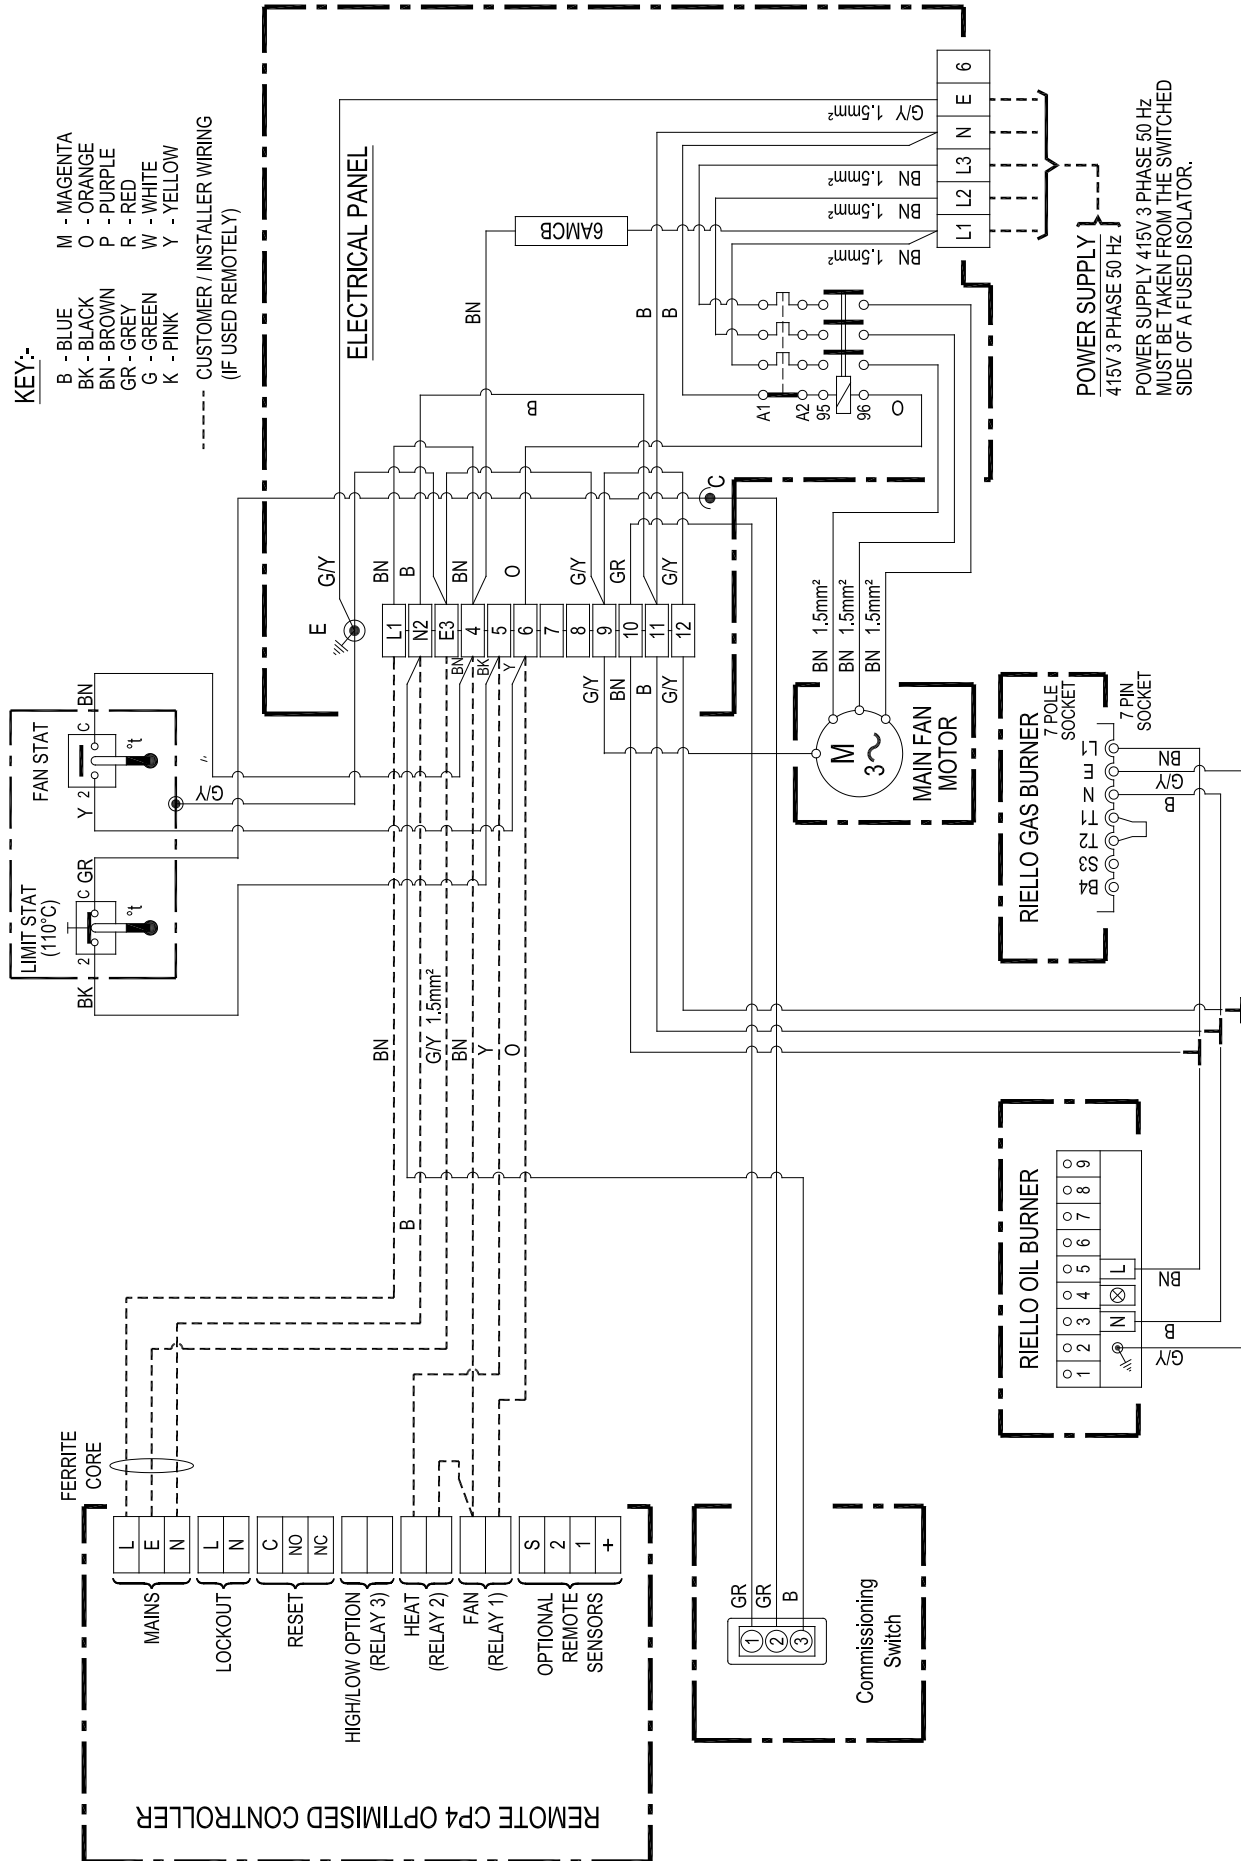 KEY:-
B - BLUE
BK - BLACK
BN - BROWN
GR - GREY
G - GREEN
K - PINK
M - MAGENTA
O - ORANGE
P - PURPLE
R - RED
W - WHITE
Y - YELLOW
CUSTOMER / INSTALLER WIRING
(IF USED REMOTELY)
ELECTRICAL PANEL
6AMCB
BN
B
B
B
G/Y 1.5mm²
BN 1.5mm²
BN 1.5mm²
BN 1.5mm²
6
E
N
L3
L2
L1
POWER SUPPLY
415V 3 PHASE 50 Hz
POWER SUPPLY 415V 3 PHASE 50 Hz
MUST BE TAKEN FROM THE SWITCHED
SIDE OF A FUSED ISOLATOR.
A1
A2
95
96
O
C
E
G/Y
BN
B
BN
O
G/Y
GR
G/Y
L1
N2
E3
4
5
6
7
8
9
10
11
12
BN
BK
Y
G/Y
BN
B
G/Y
FAN STAT
C
BN
Y
2
°t
G/Y
LIMIT STAT
(110°C)
C
GR
BK
2
°t
BN 1.5mm²
BN 1.5mm²
BN 1.5mm²
M
3
MAIN FAN
MOTOR
RIELLO GAS BURNER
7 POLE
SOCKET
7 PIN
SOCKET
L1
E
N
T1
T2
S3
B4
BN
G/Y
B
BN
B
G/Y 1.5mm²
BN
Y
O
RIELLO OIL BURNER
1
2
3
4
5
6
7
8
9
N
L
BN
B
G/Y
FERRITE
CORE
L
E
N
MAINS
L
N
LOCKOUT
C
NO
NC
RESET
HIGH/LOW OPTION
(RELAY 3)
HEAT
(RELAY 2)
FAN
(RELAY 1)
S
2
1
+
OPTIONAL
REMOTE
SENSORS
REMOTE CP4 OPTIMISED CONTROLLER
GR
GR
B
1
2
3
Commissioning
Switch